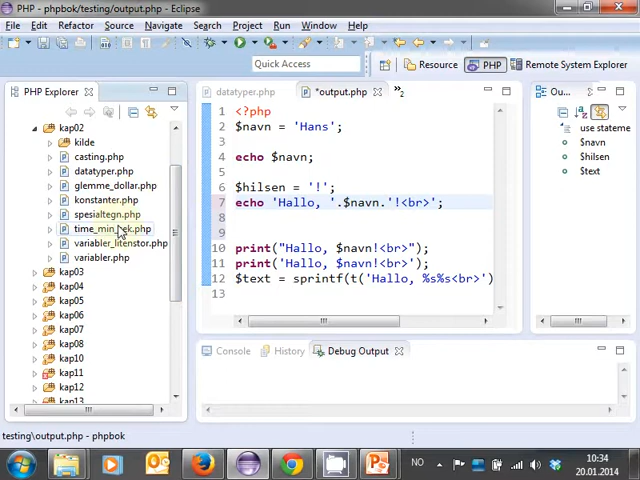 PHP - phpbok/testing/output.php - Eclipse
File Edit Refactor Source Navigate Search Project Run Window Help
Quick Access
Resource PHP Remote System Explorer
PHP Explorer
datatyper.php *output.php »2
Ou...
kap02
kilde
casting.php
datatyper.php
glemme_dollar.php
konstanter.php
spesialtegn.php
variabler_litenstor.php
variabler.php
kap03
kap04
kap05
kap06
kap07
kap08
kap10
kap11
kap12
kap13
1 <?php
2 $navn = 'Hans';
3
4 echo $navn;
5
6 $hilsen = '!';
7 echo 'Hallo, '.$navn.'!<br>';
8
9
10 print("Hallo, $navn!<br>");
11 print('Hallo, $navn!<br>');
12 $text = sprintf(t('Hallo, %s%s<br>')
13
use stateme
$navn
$hilsen
$text
Console History Debug Output
testing\output.php - phpbok
NO
10:34
20.01.2014